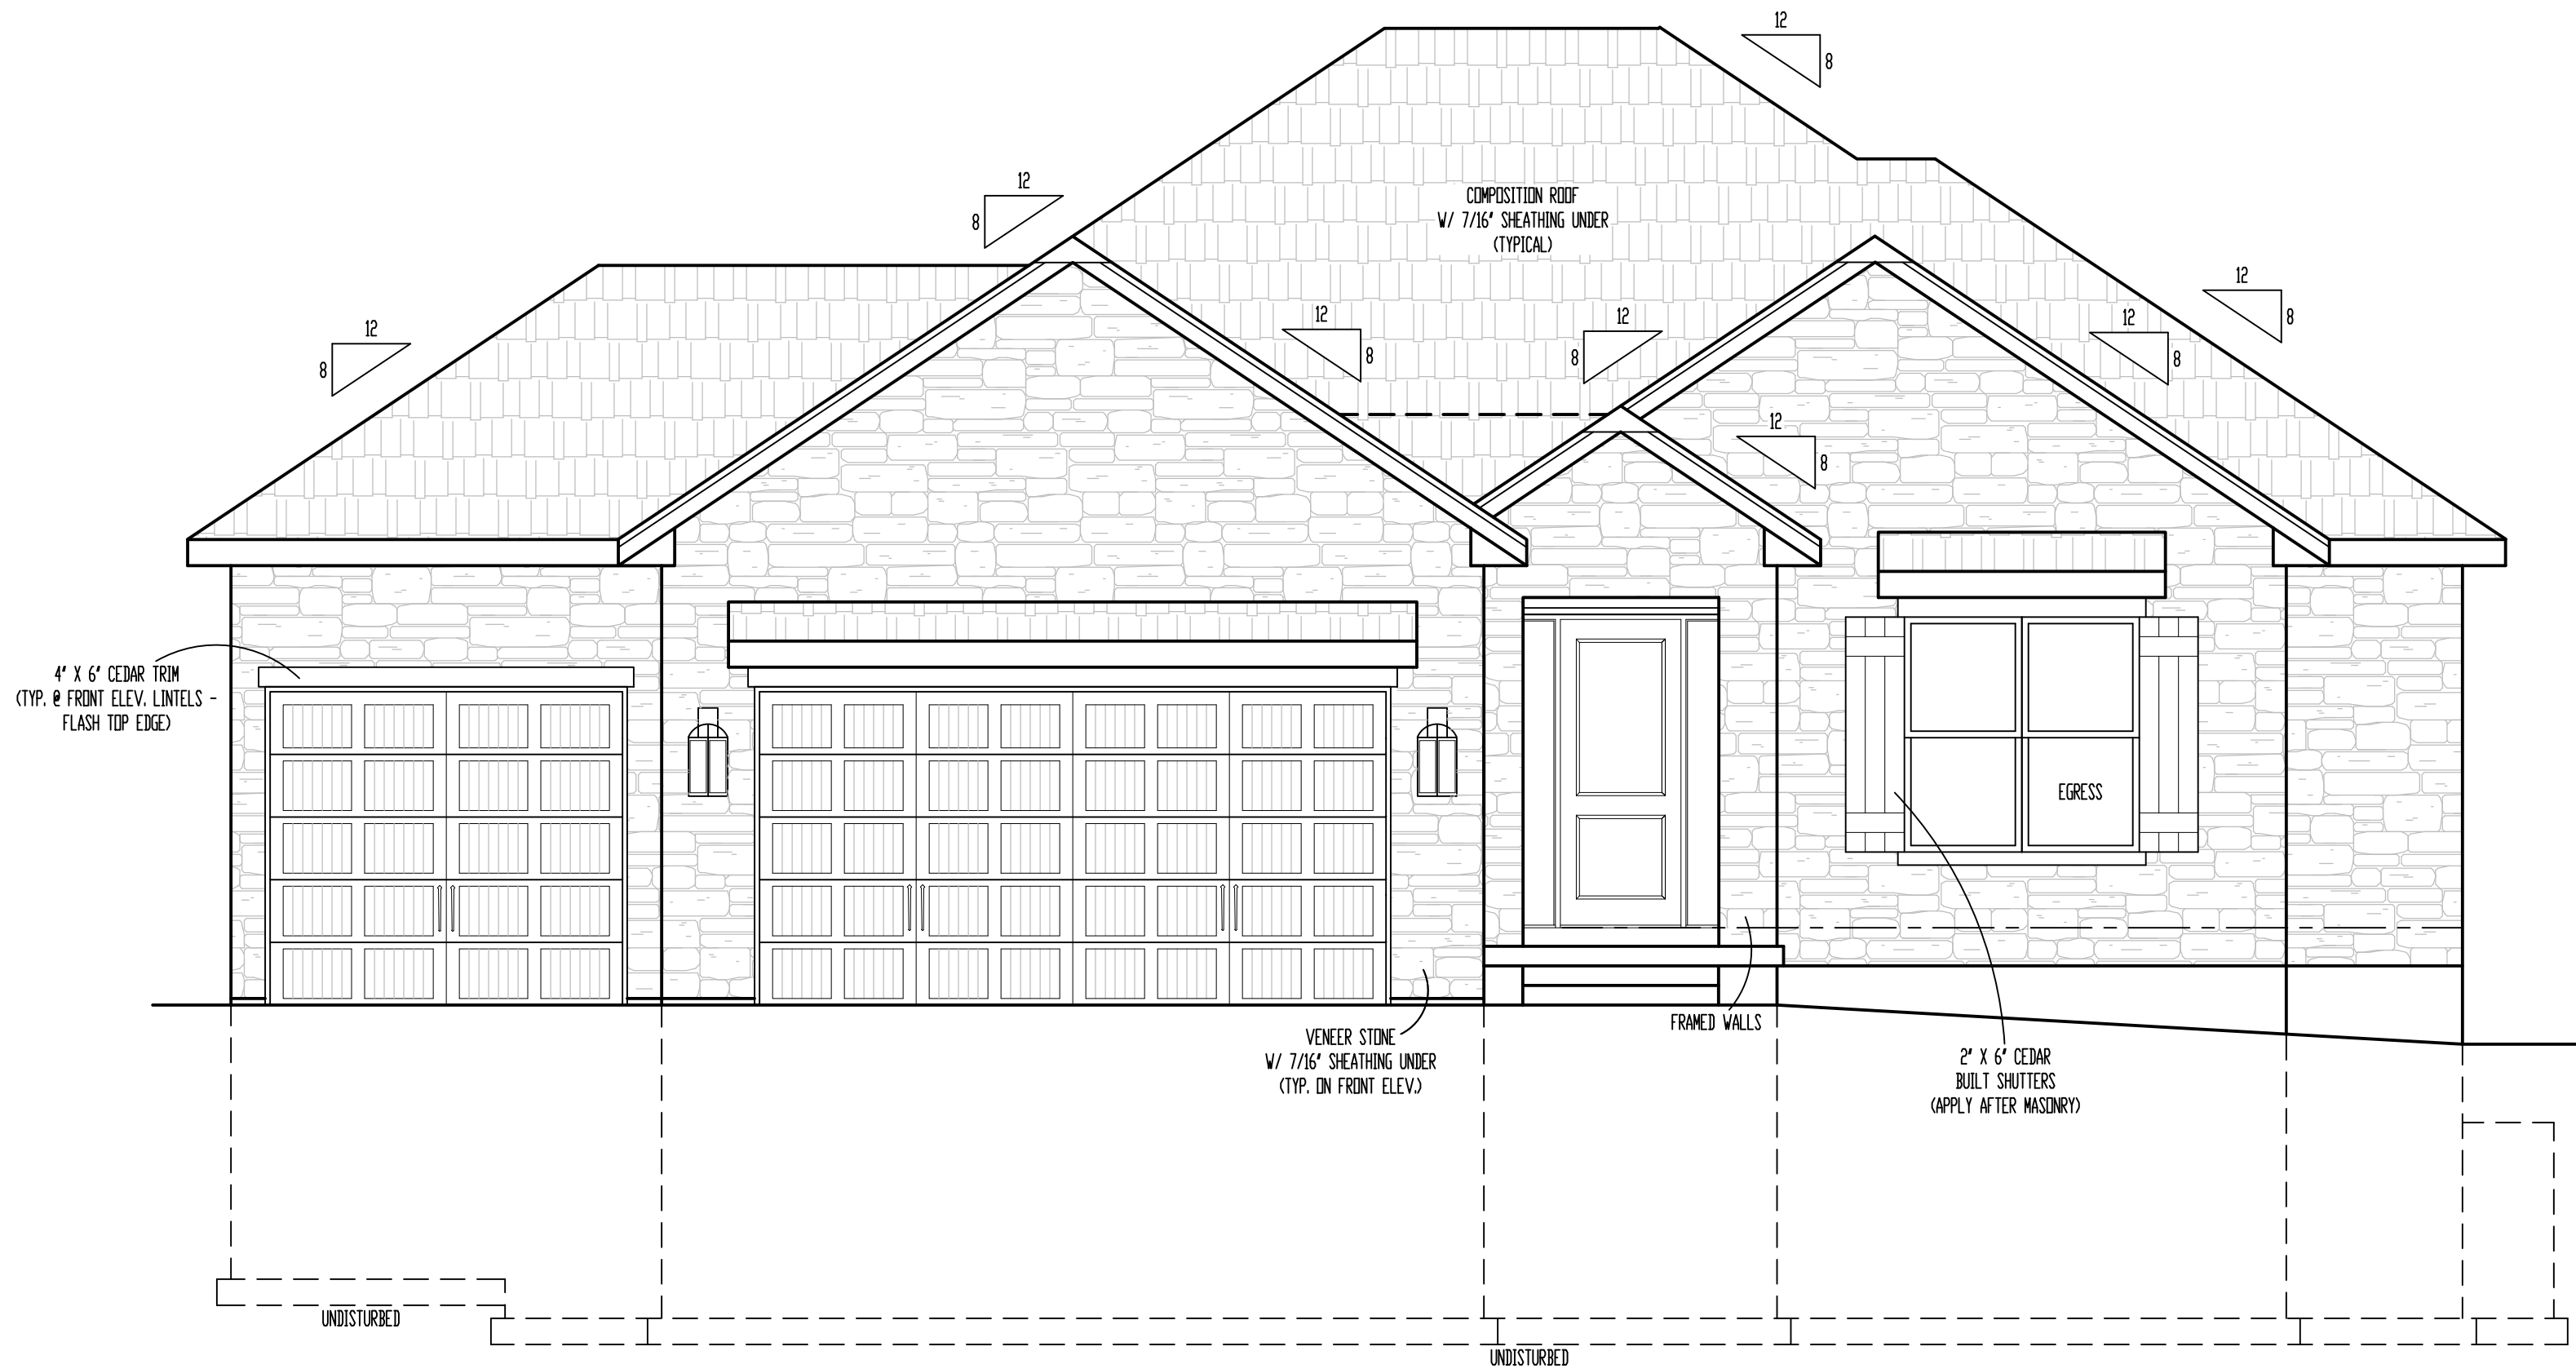 12
8
12
8
COMPOSITION ROOF
W/ 7/16" SHEATHING UNDER
(TYPICAL)
12
8
12
8
12
8
12
8
12
8
12
8
4" X 6" CEDAR TRIM
(TYP. @ FRONT ELEV. LINTELS -
FLASH TOP EDGE)
EGRESS
VENEER STONE
W/ 7/16" SHEATHING UNDER
(TYP. ON FRONT ELEV.)
FRAMED WALLS
2" X 6" CEDAR
BUILT SHUTTERS
(APPLY AFTER MASONRY)
UNDISTURBED
UNDISTURBED